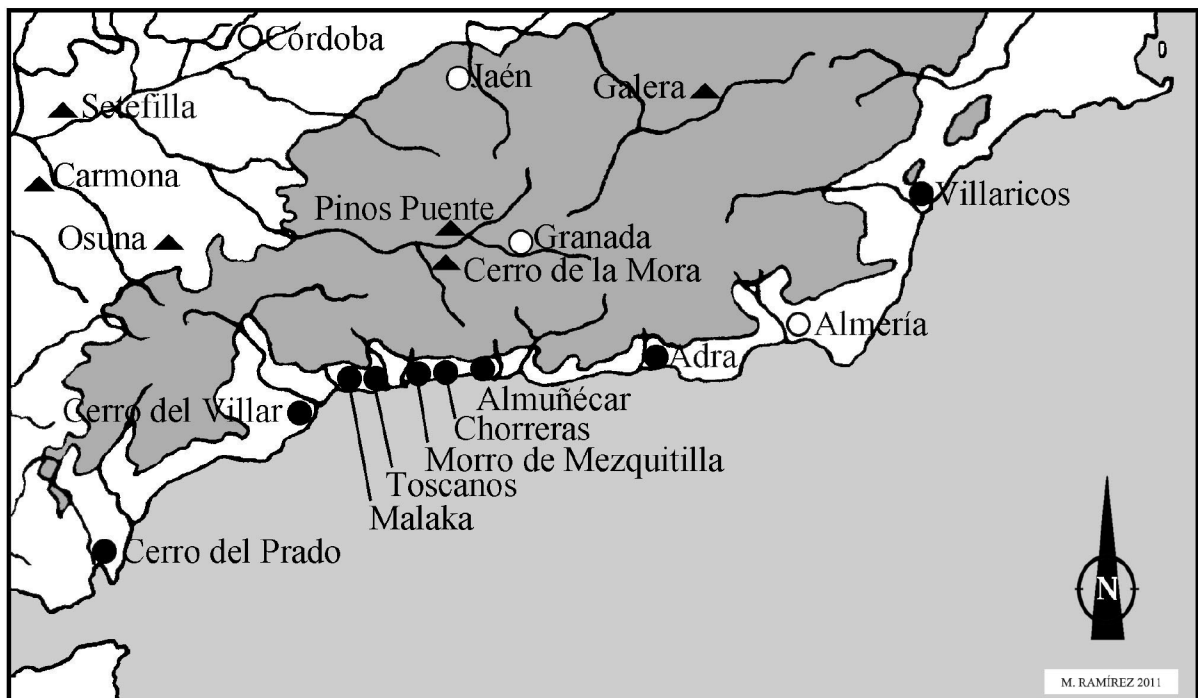 Córdoba
Jaén
Galera
Setefilla
Carmona
Villaricos
Pinos Puente
Osuna
Granada
Cerro de la Mora
Almería
Adra
Almuñécar
Cerro del Villar
Chorreras
Morro de Mezquitilla
Toscanos
Malaka
Cerro del Prado
N
M. RAMÍREZ 2011